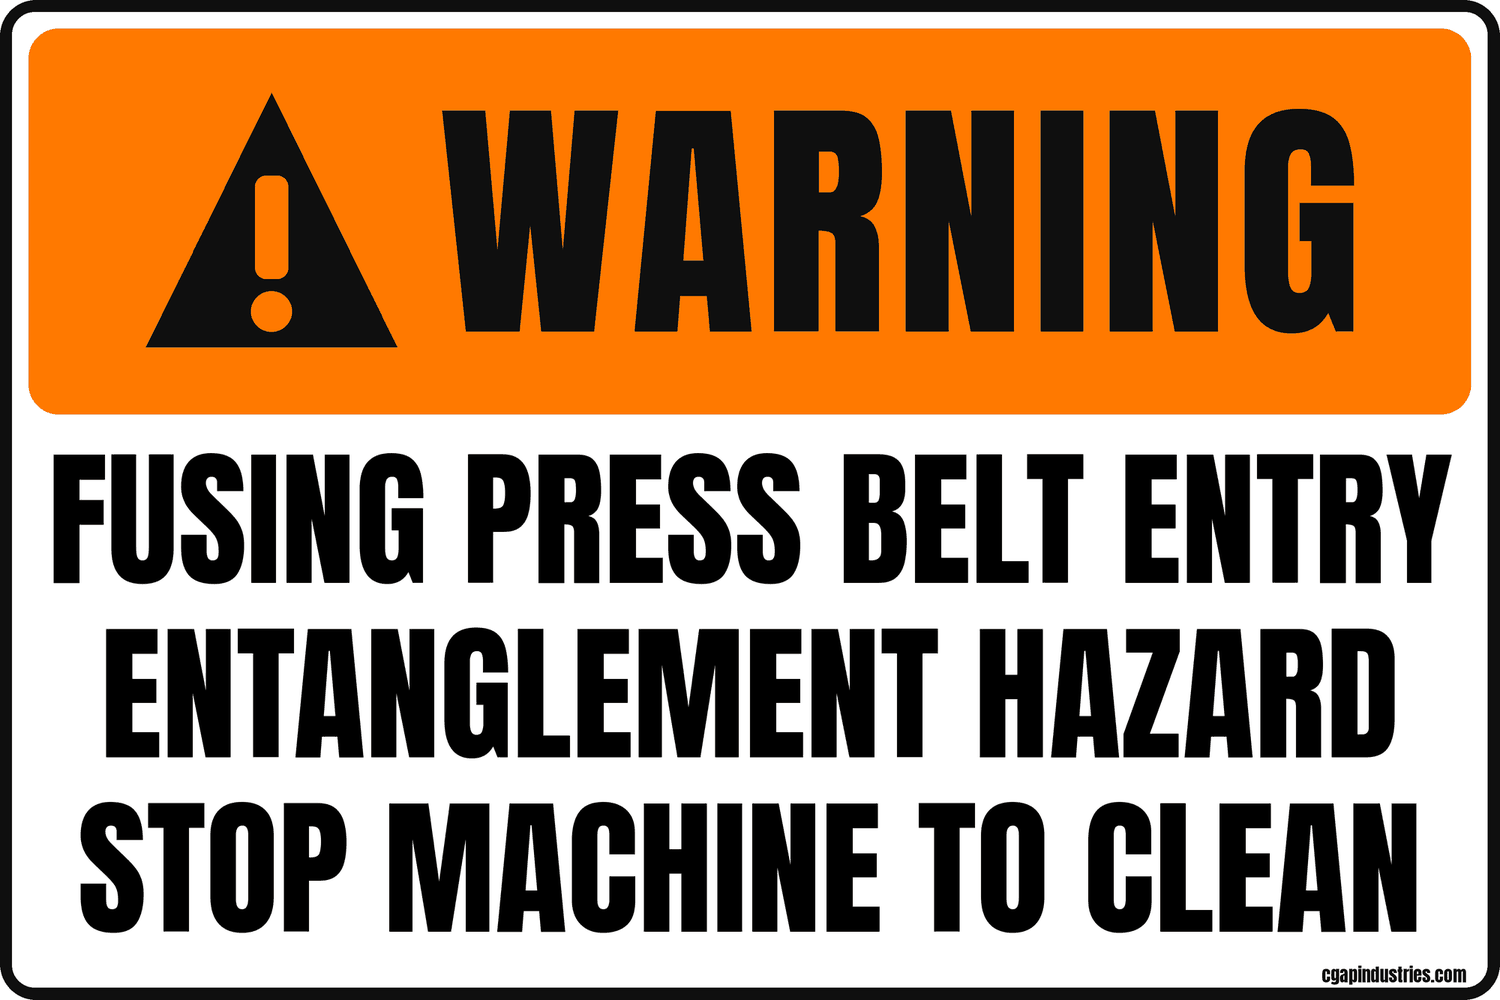 WARNING
FUSING PRESS BELT ENTRY
ENTANGLEMENT HAZARD
STOP MACHINE TO CLEAN
cgapindustries.com